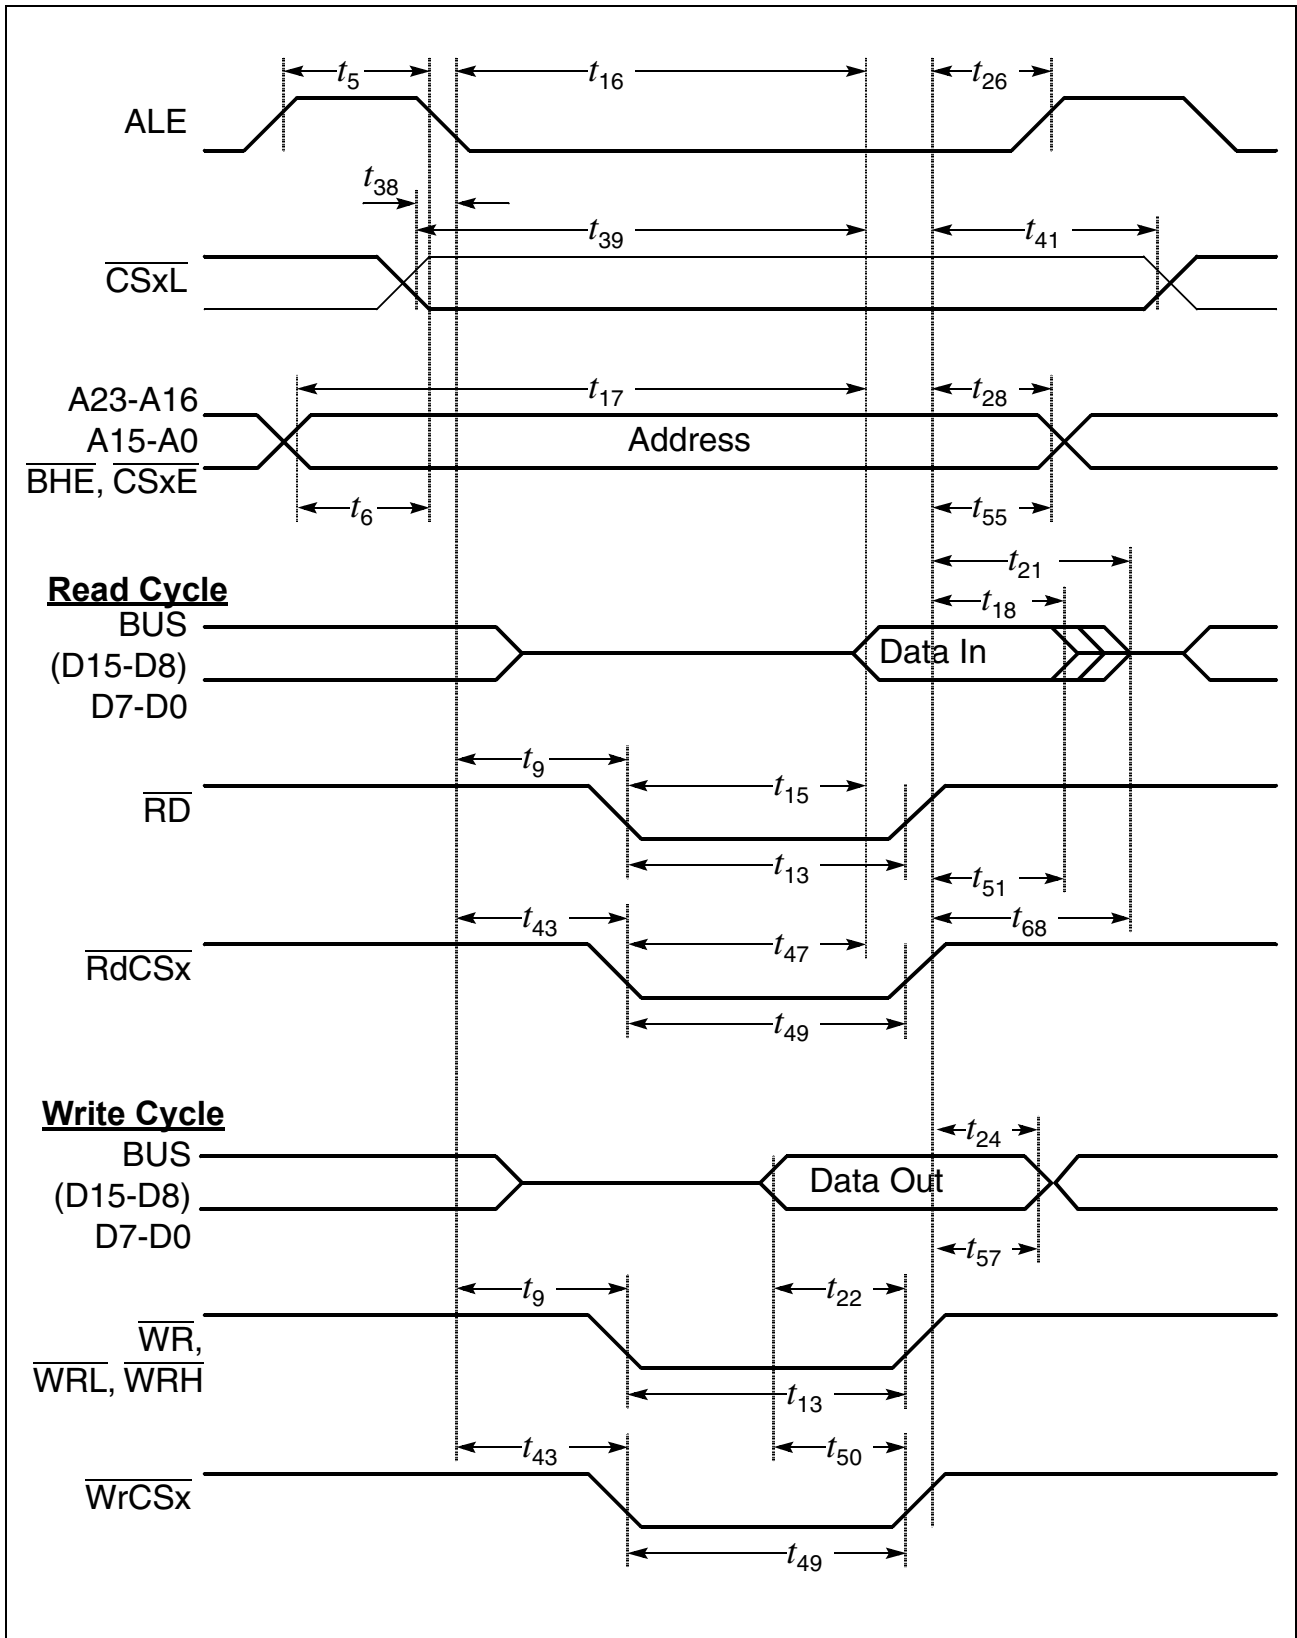 t5
t16
t26
ALE
t38
t39
t41
CSxL
A23-A16
t17
t28
A15-A0
Address
BHE, CSxE
t6
t55
t21
Read Cycle
t18
BUS
(D15-D8)
Data In
D7-D0
t9
t15
RD
t13
t51
t43
t68
t47
RdCSx
t49
Write Cycle
t24
BUS
(D15-D8)
Data Out
D7-D0
t57
t9
t22
WR,
WRL, WRH
t13
t43
t50
WrCSx
t49